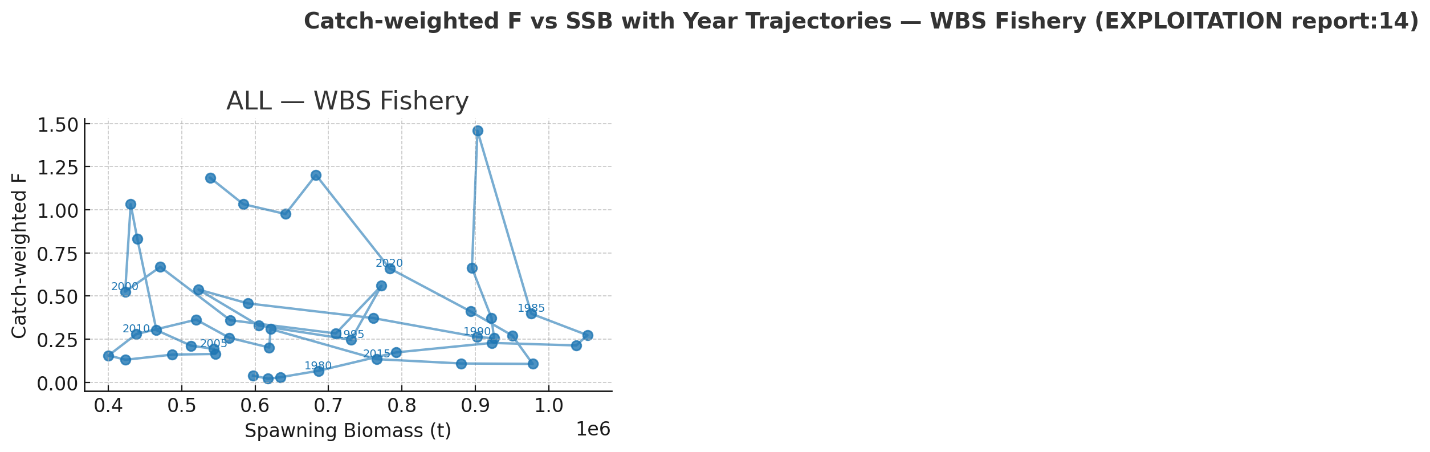 Catch-weighted F vs SSB with Year Trajectories — WBS Fishery (EXPLOITATION report:14)
ALL — WBS Fishery
1.50
1.25
1.00
0.75
0.50
0.25
0.00
Catch-weighted F
2020
2000
1985
2010
1990
1995
2005
2015
1980
0.4 0.5 0.6 0.7 0.8 0.9 1.0
1e6
Spawning Biomass (t)